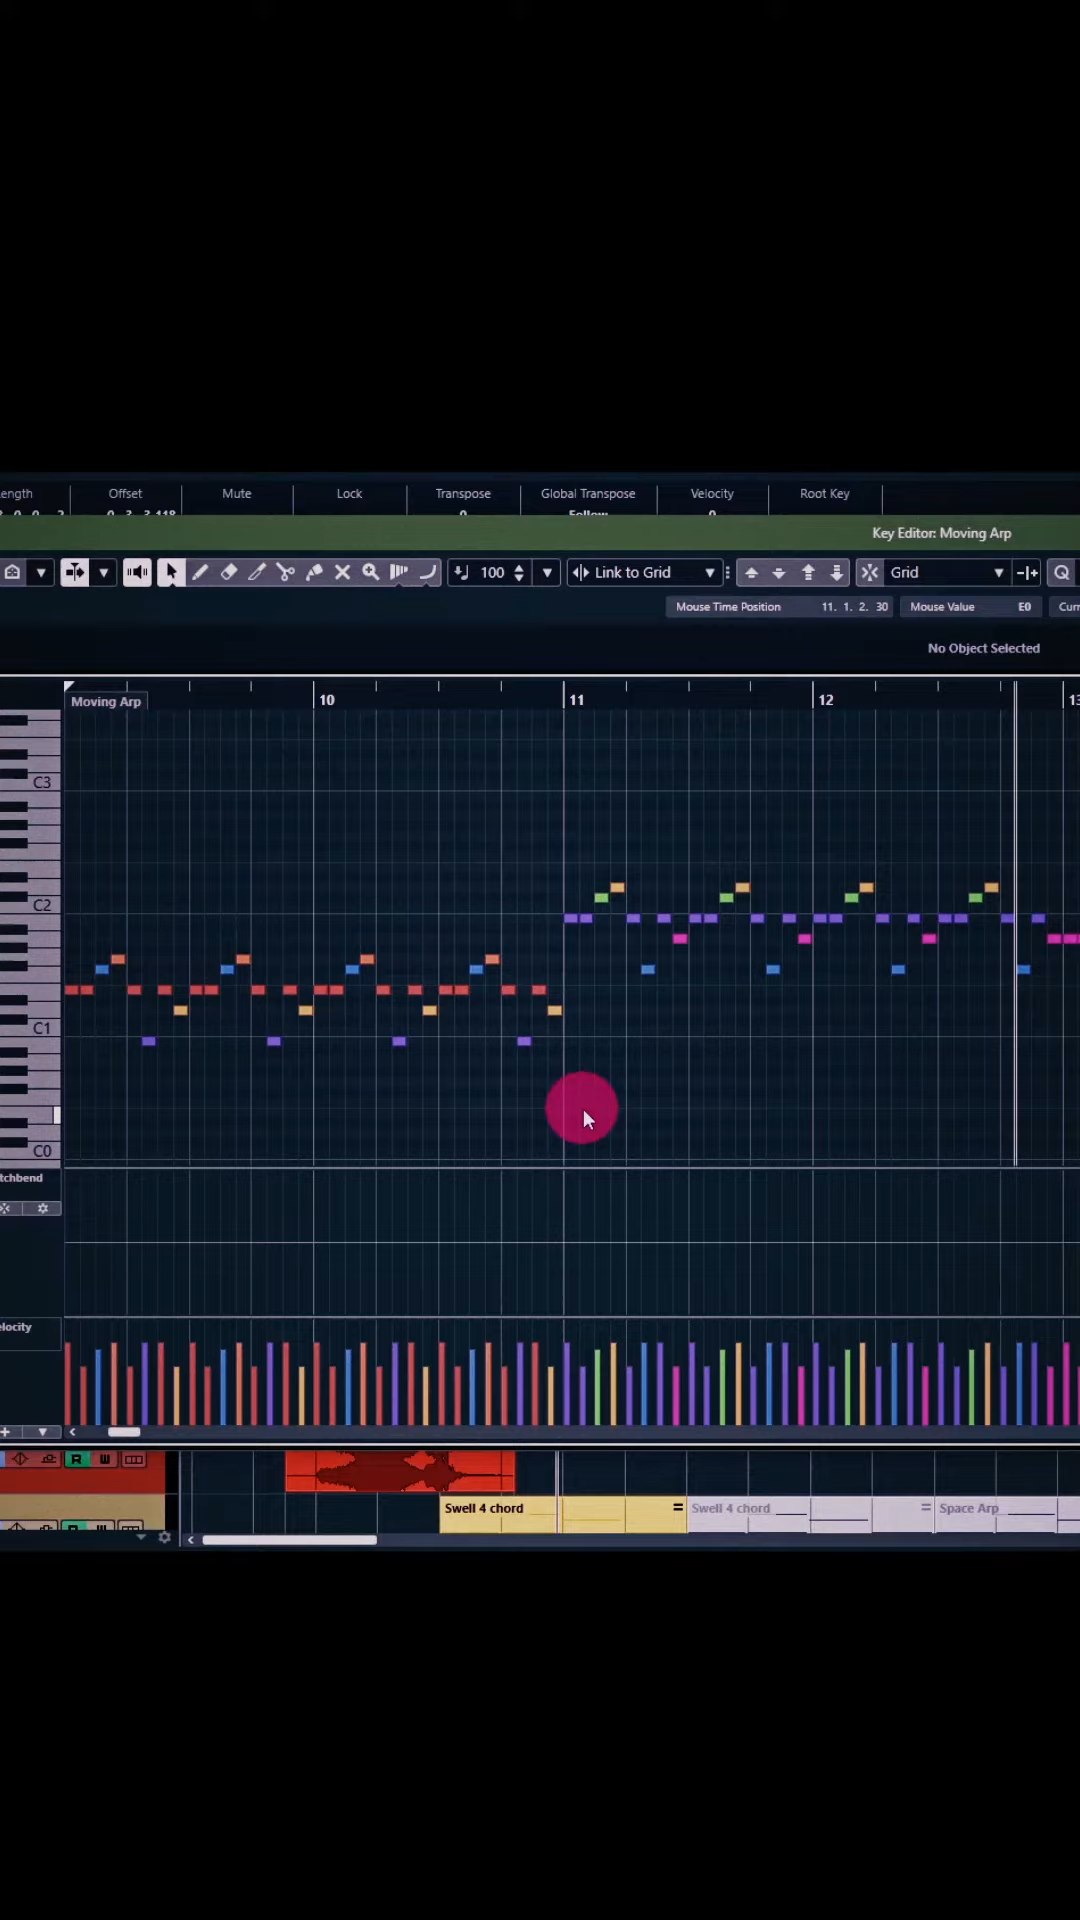 Offset Mute Lock Transpose Global Transpose Velocity Root Key
Key Editor: Moving Arp
100 Link to Grid Grid Q
Mouse Time Position 11. 1. 2. 30 Mouse Value E0
No Object Selected
10 11 12
Moving Arp
C3
C2
C1
C0
R W
Swell 4 chord Swell 4 chord Space Arp